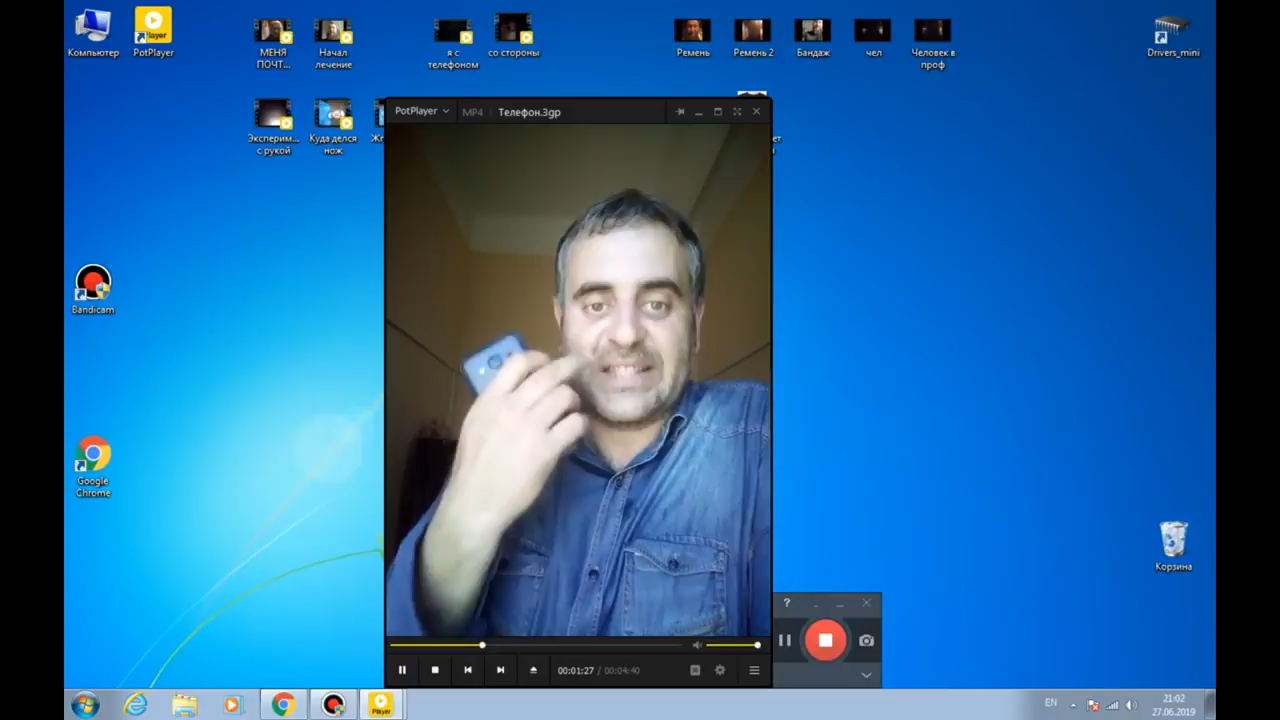 Компьютер
PotPlayer
МЕНЯ
ПОЧТ...
Начал
лечение
я с
телефоном
со стороны
Ремень
Ремень 2
Бандаж
чел
Человек в
проф
Drivers_mini
Эксперим...
с рукой
Куда делся
нож
PotPlayer
MP4
Телефон.3gp
Bandicam
Google
Chrome
Корзина
?
00:01:27 / 00:04:40
EN
21:02
27.06.2019